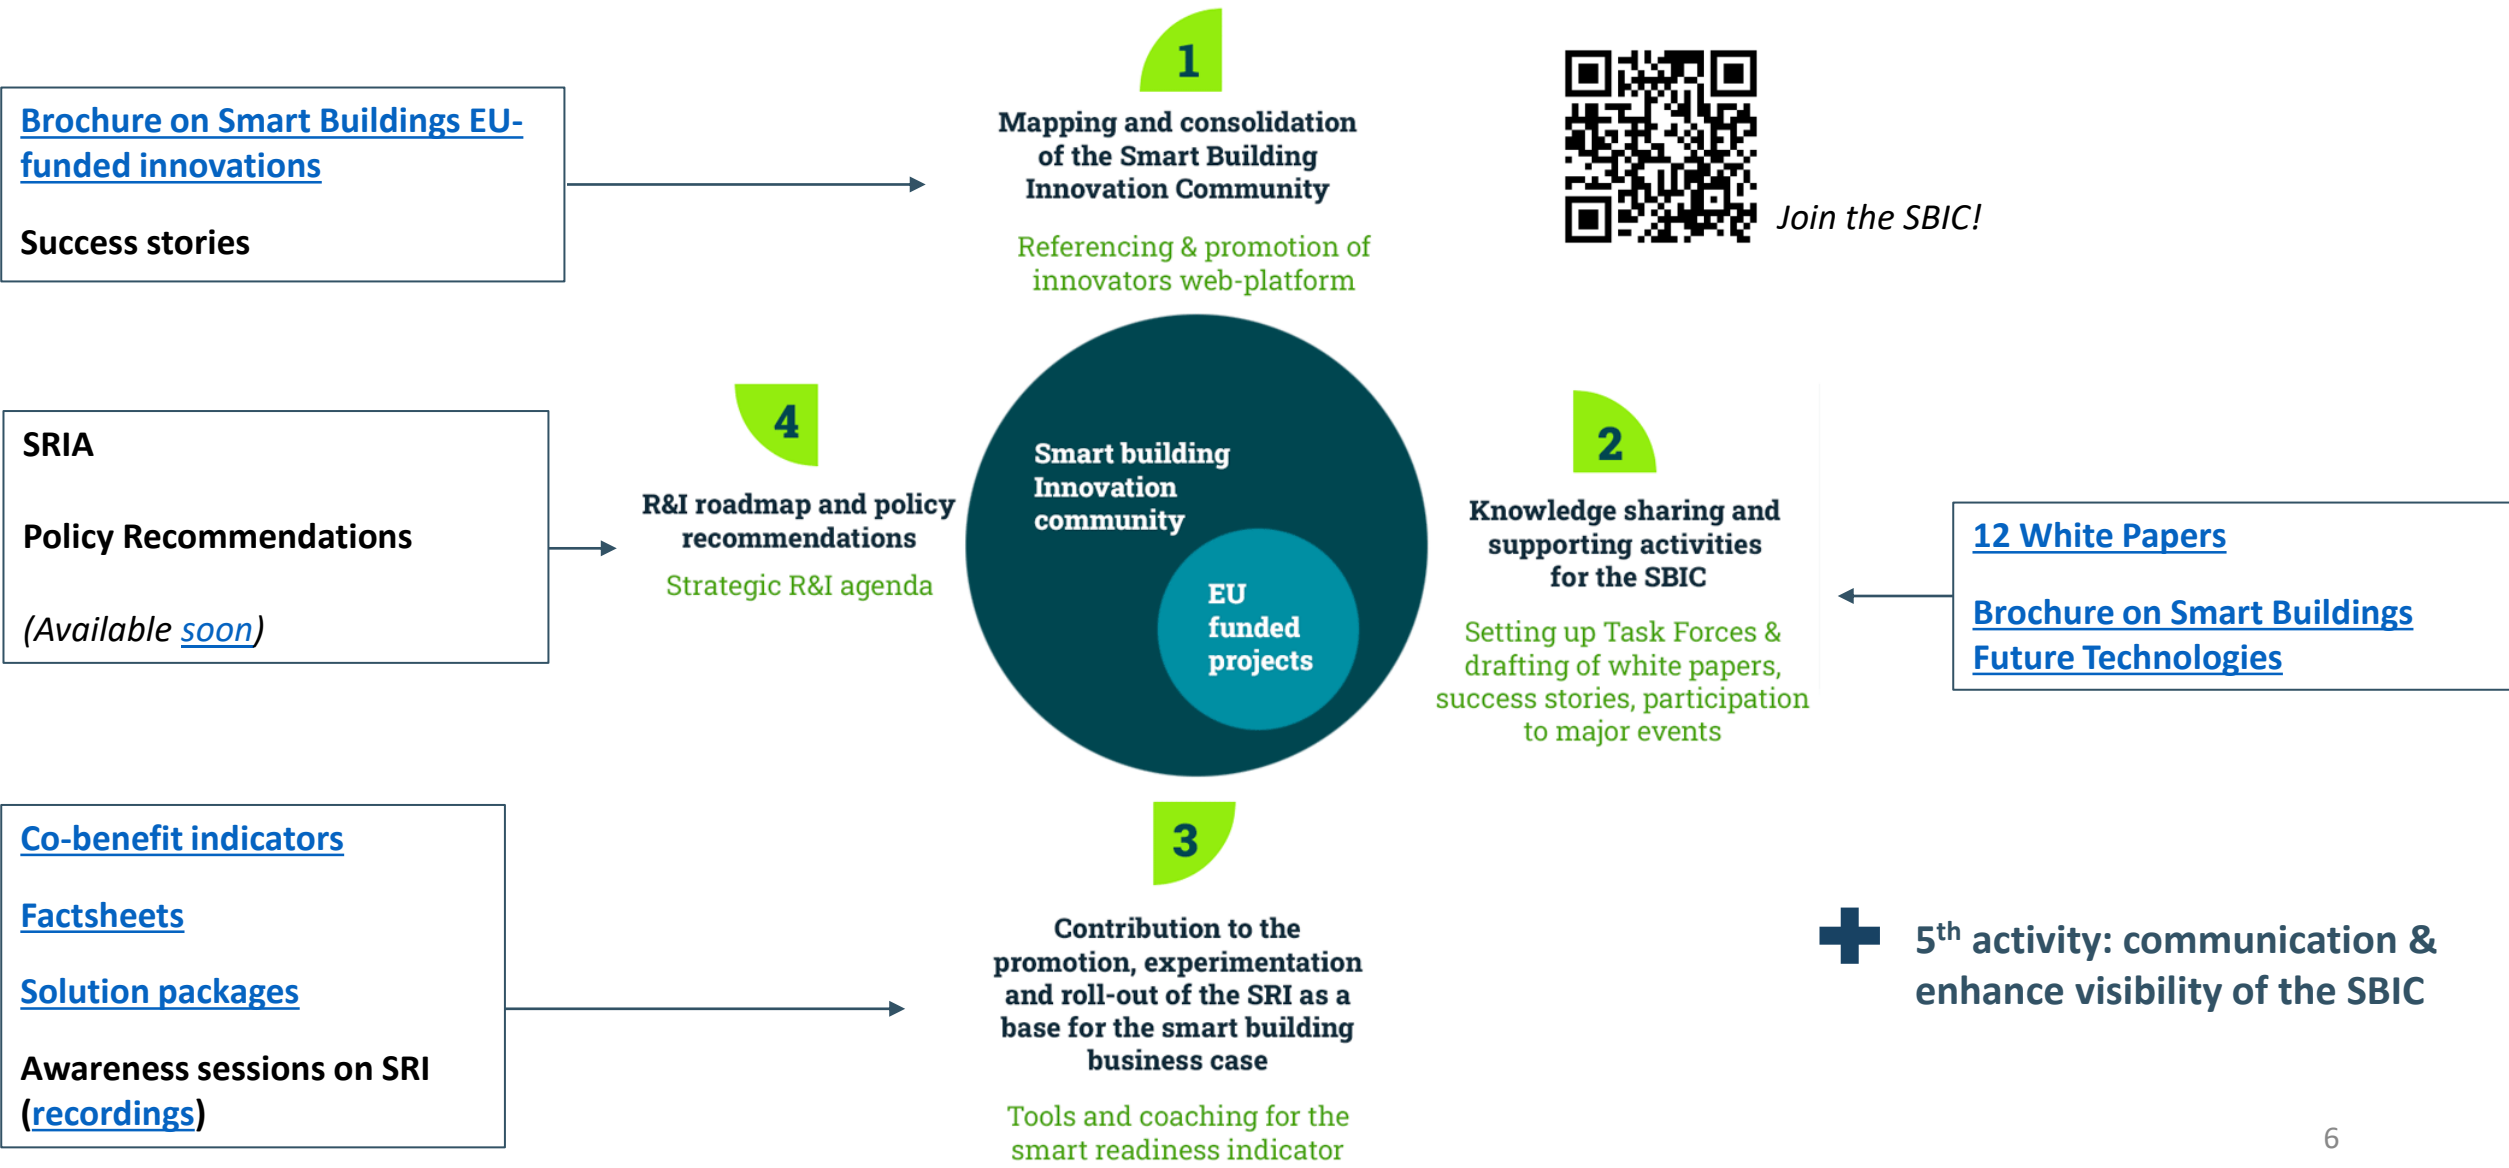 1
Mapping and consolidation
of the Smart Building
Innovation Community
Referencing & promotion of
innovators web-platform
Brochure on Smart Buildings EU-
funded innovations
Success stories
Join the SBIC!
4
R&I roadmap and policy
recommendations
Strategic R&I agenda
SRIA
Policy Recommendations
(Available soon)
Smart building
Innovation
community
EU
funded
projects
2
Knowledge sharing and
supporting activities
for the SBIC
Setting up Task Forces &
drafting of white papers,
success stories, participation
to major events
12 White Papers
Brochure on Smart Buildings
Future Technologies
Co-benefit indicators
Factsheets
Solution packages
Awareness sessions on SRI
(recordings)
3
Contribution to the
promotion, experimentation
and roll-out of the SRI as a
base for the smart building
business case
Tools and coaching for the
smart readiness indicator
5th activity: communication &
enhance visibility of the SBIC
6